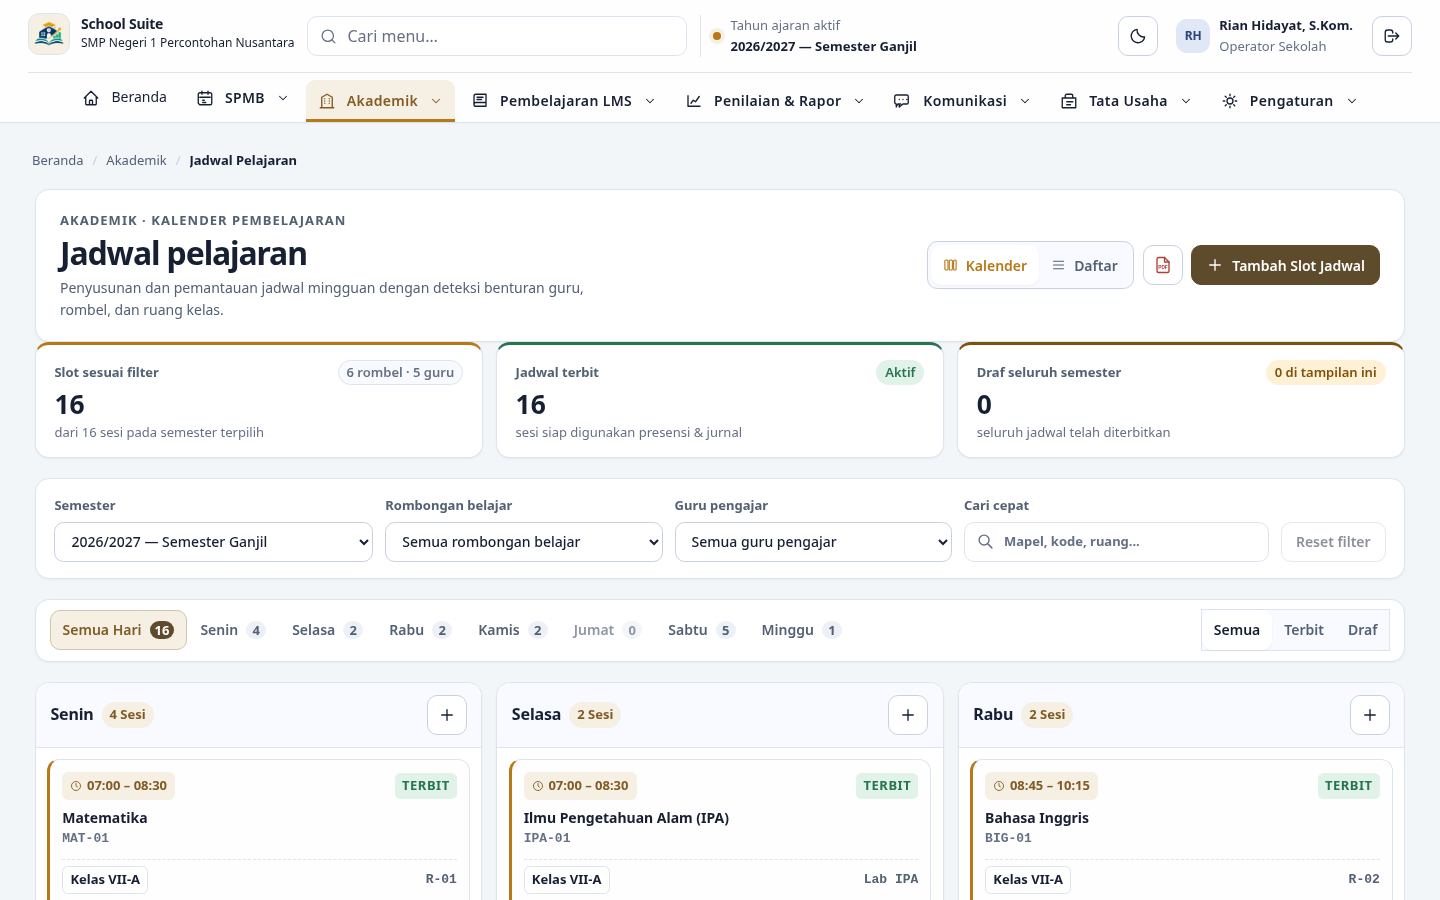 School Suite
SMP Negeri 1 Percontohan Nusantara
Cari menu...
Tahun ajaran aktif
2026/2027 — Semester Ganjil
RH
Rian Hidayat, S.Kom.
Operator Sekolah
Beranda
SPMB
Akademik
Pembelajaran LMS
Penilaian & Rapor
Komunikasi
Tata Usaha
Pengaturan
Beranda / Akademik / Jadwal Pelajaran
AKADEMIK · KALENDER PEMBELAJARAN
Jadwal pelajaran
Penyusunan dan pemantauan jadwal mingguan dengan deteksi benturan guru,
rombel, dan ruang kelas.
Kalender
Daftar
PDF
Tambah Slot Jadwal
Slot sesuai filter
6 rombel · 5 guru
16
dari 16 sesi pada semester terpilih
Jadwal terbit
Aktif
16
sesi siap digunakan presensi & jurnal
Draf seluruh semester
0 di tampilan ini
0
seluruh jadwal telah diterbitkan
Semester
2026/2027 — Semester Ganjil
Rombongan belajar
Semua rombongan belajar
Guru pengajar
Semua guru pengajar
Cari cepat
Mapel, kode, ruang...
Reset filter
Semua Hari 16
Senin 4
Selasa 2
Rabu 2
Kamis 2
Jumat 0
Sabtu 5
Minggu 1
Semua
Terbit
Draf
Senin
4 Sesi
07:00 – 08:30
TERBIT
Matematika
MAT-01
Kelas VII-A
R-01
Selasa
2 Sesi
07:00 – 08:30
TERBIT
Ilmu Pengetahuan Alam (IPA)
IPA-01
Kelas VII-A
Lab IPA
Rabu
2 Sesi
08:45 – 10:15
TERBIT
Bahasa Inggris
BIG-01
Kelas VII-A
R-02